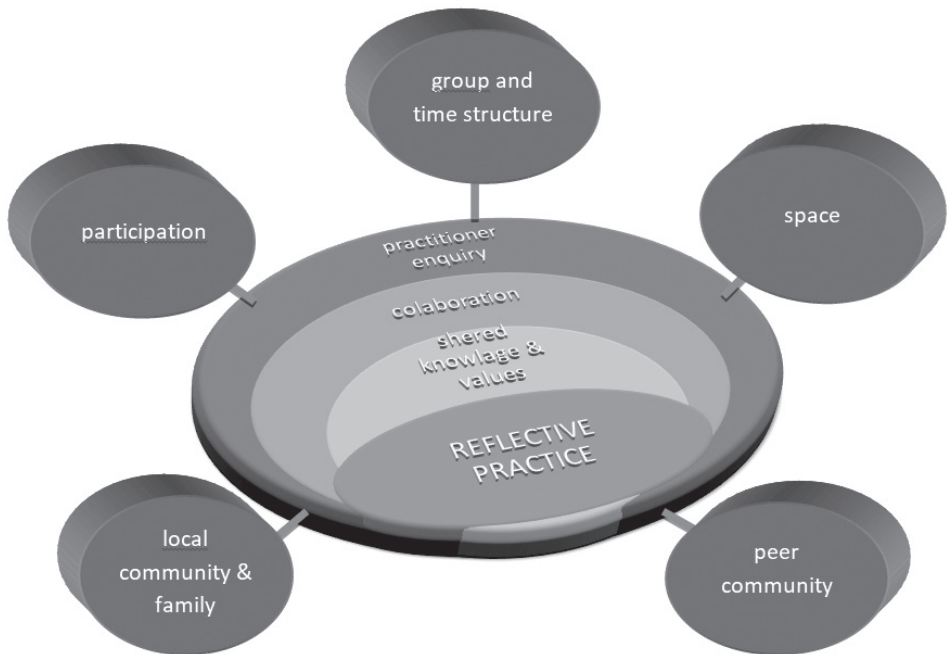 group and
time structure
participation
space
practitioner
enquiry
colaboration
shered
knowlage &
values
REFLECTIVE
PRACTICE
local
community &
family
peer
community